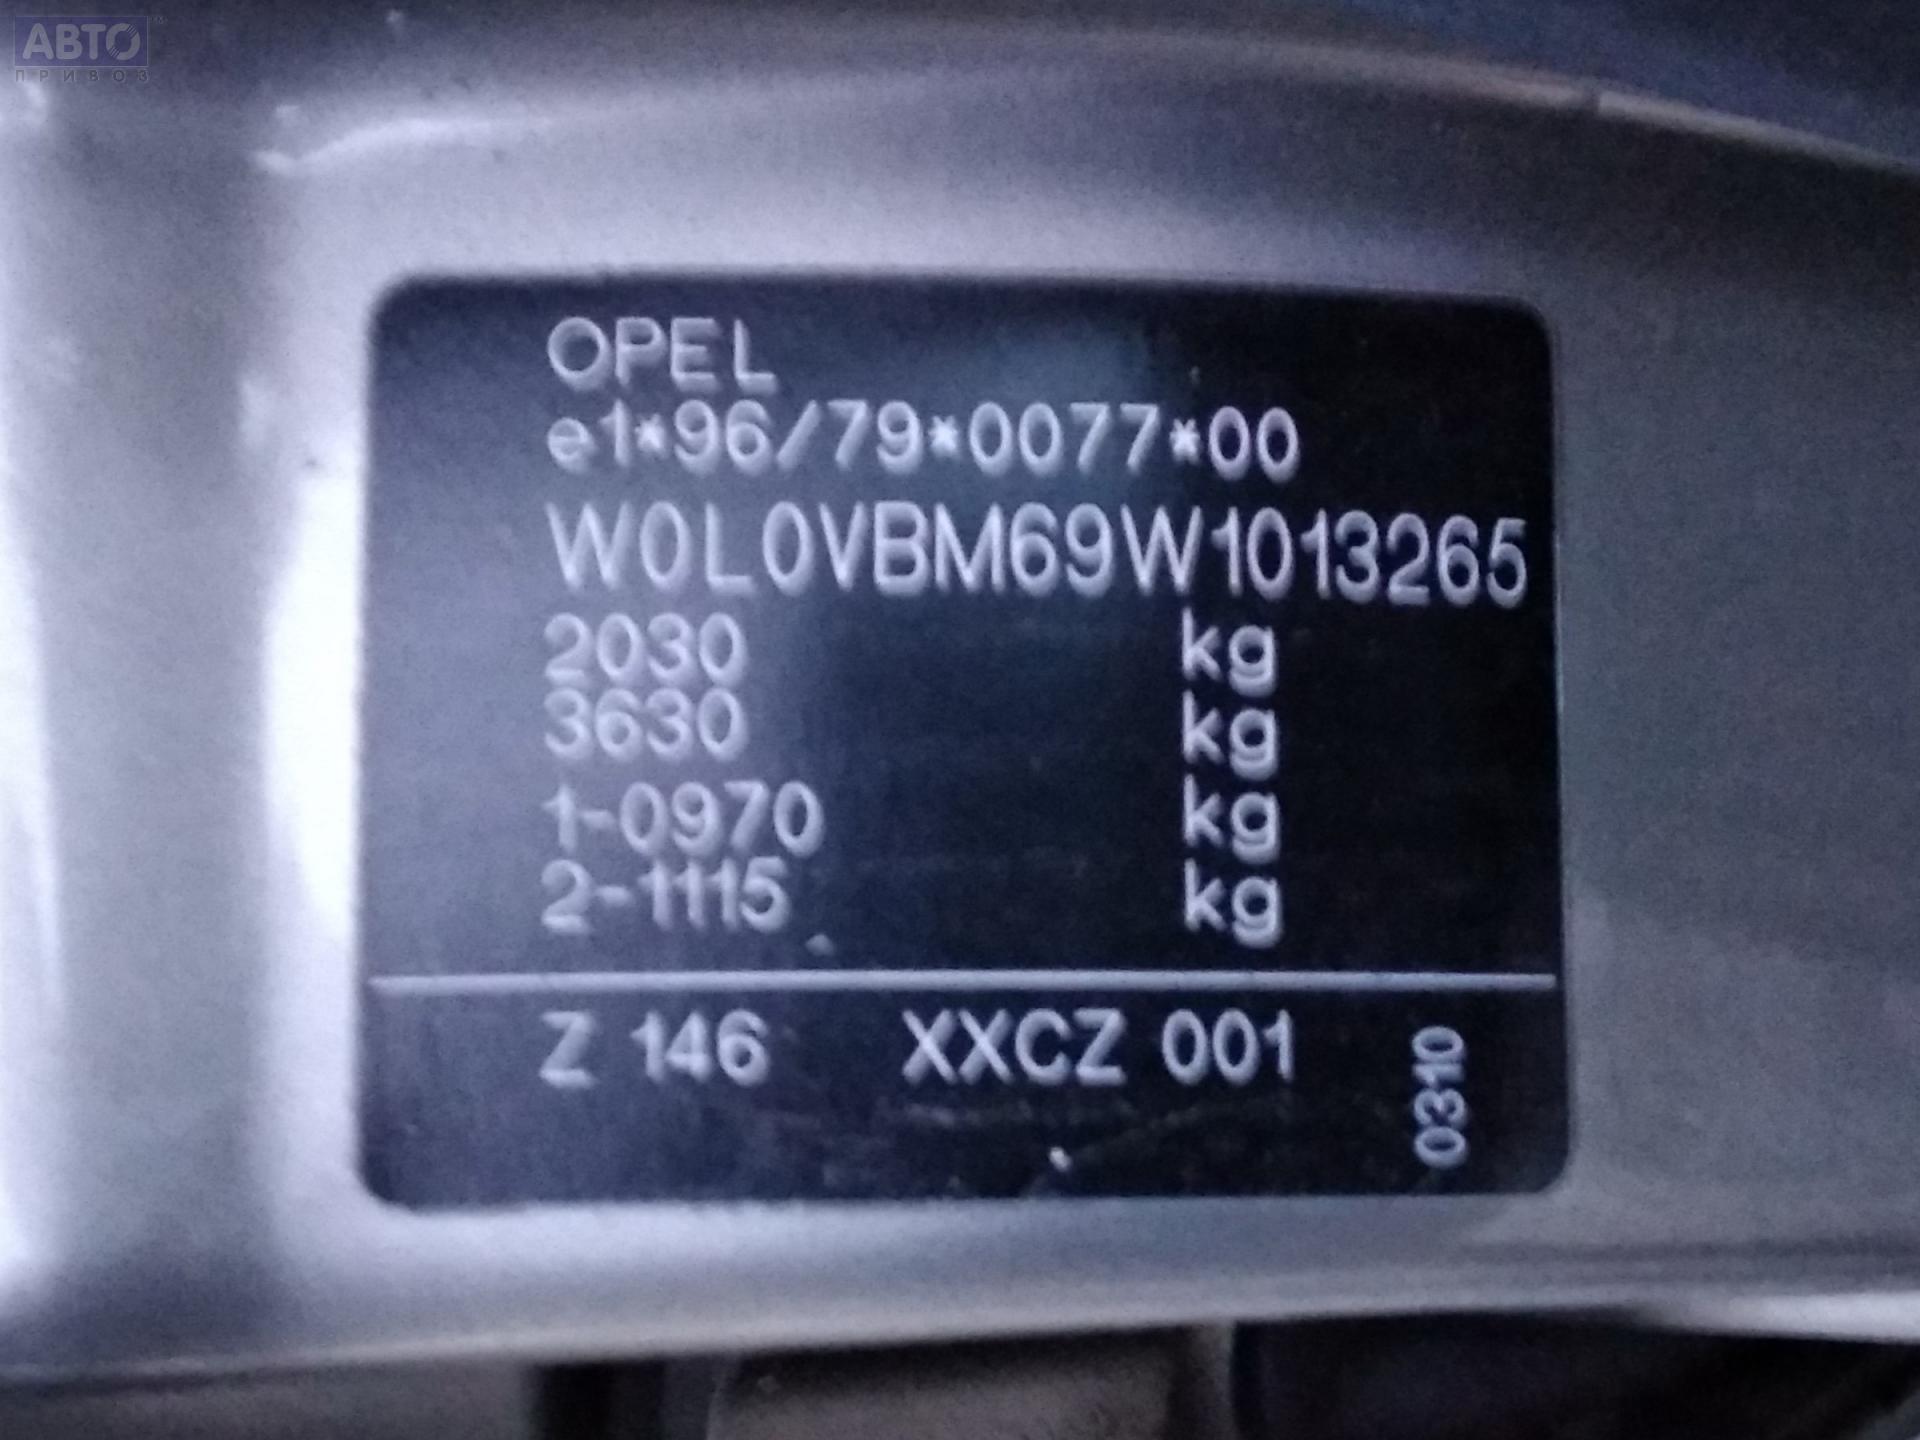 АВТО
ПРИВОЗ
OPEL
e1*96/79*0077*00
W0L0VBM69W1013265
2030 kg
3630 kg
1-0970 kg
2-1115 kg
Z 146 XXCZ 001
0310